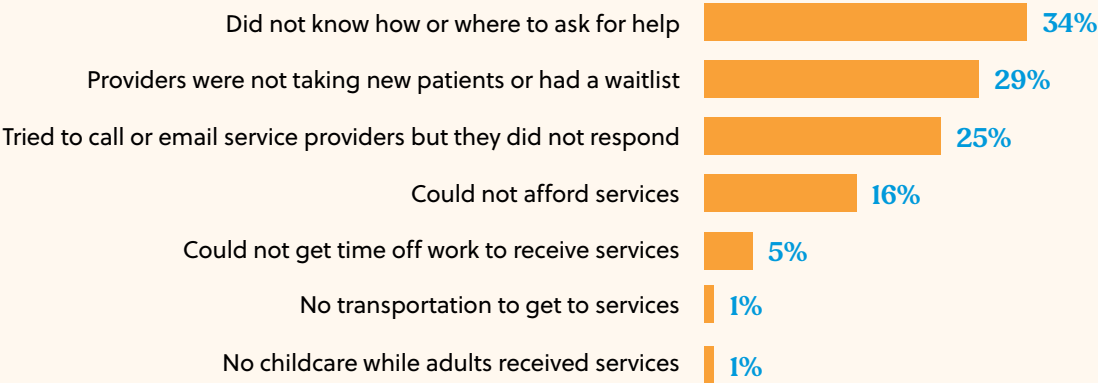 Did not know how or where to ask for help 34%
Providers were not taking new patients or had a waitlist 29%
Tried to call or email service providers but they did not respond 25%
Could not afford services 16%
Could not get time off work to receive services 5%
No transportation to get to services 1%
No childcare while adults received services 1%